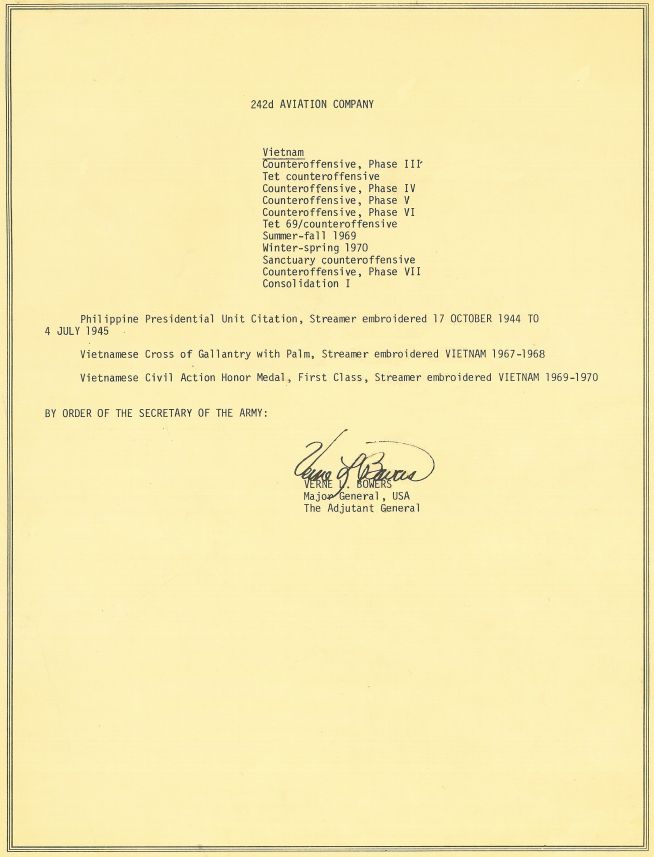 242d AVIATION COMPANY
Vietnam
Counteroffensive, Phase III
Tet counteroffensive
Counteroffensive, Phase IV
Counteroffensive, Phase V
Counteroffensive, Phase VI
Tet 69/counteroffensive
Summer-fall 1969
Winter-spring 1970
Sanctuary counteroffensive
Counteroffensive, Phase VII
Consolidation I
Philippine Presidential Unit Citation, Streamer embroidered 17 OCTOBER 1944 TO
4 JULY 1945
Vietnamese Cross of Gallantry with Palm, Streamer embroidered VIETNAM 1967-1968
Vietnamese Civil Action Honor Medal, First Class, Streamer embroidered VIETNAM 1969-1970
BY ORDER OF THE SECRETARY OF THE ARMY:
Verne L. Bowers
VERNE L. BOWERS
Major General, USA
The Adjutant General